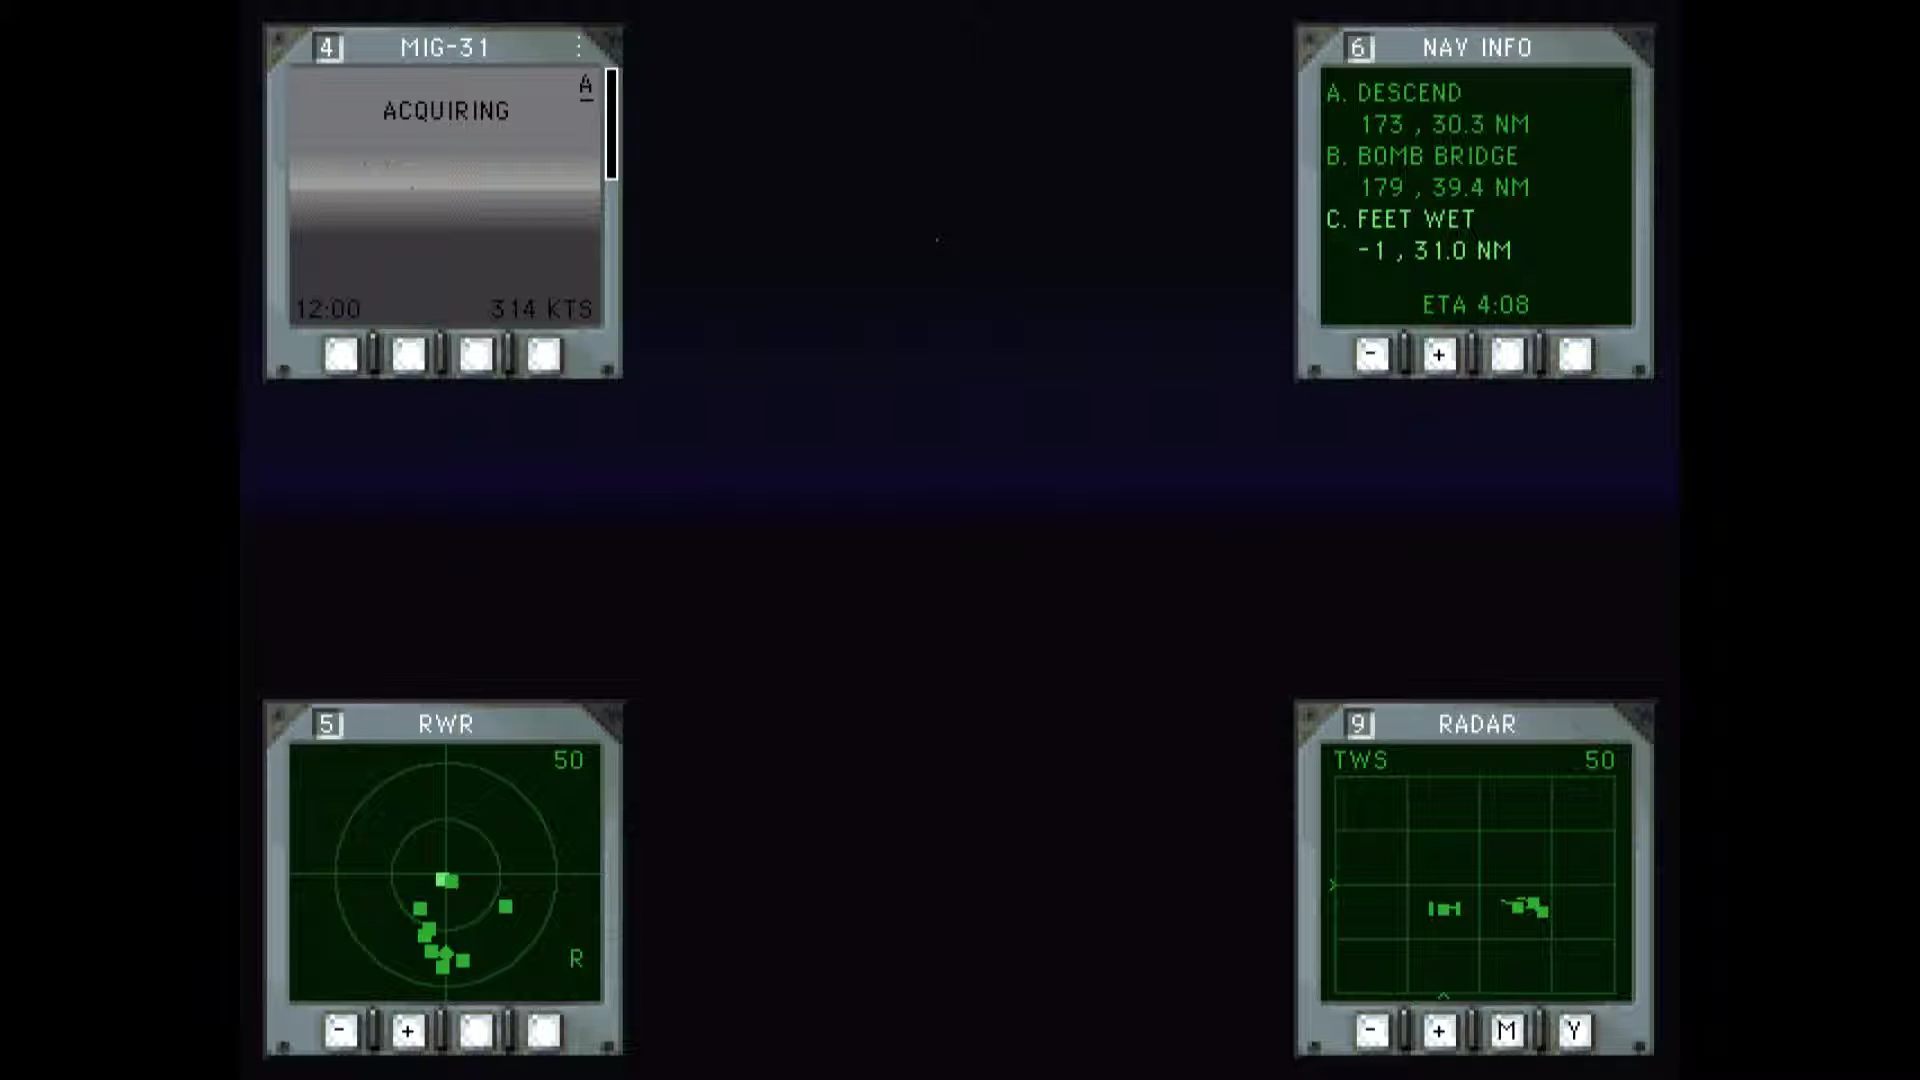 4 MIG-31
A
ACQUIRING
12:00 314 KTS
6 NAV INFO
A. DESCEND
173 , 30.3 NM
B. BOMB BRIDGE
179 , 39.4 NM
C. FEET WET
-1 , 31.0 NM
ETA 4:08
- +
5 RWR
50
R
- +
9 RADAR
TWS 50
- + M Y